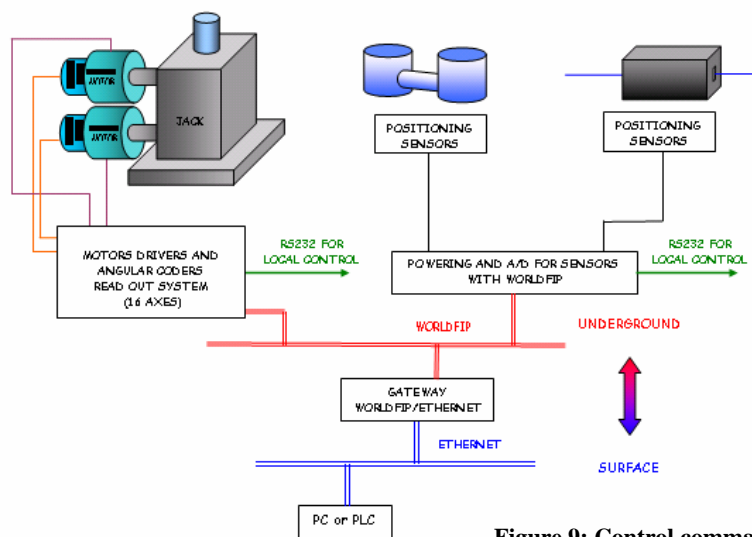 MOTOR
JACK
MOTOR
POSITIONING
SENSORS
POSITIONING
SENSORS
MOTORS DRIVERS AND
ANGULAR CODERS
READ OUT SYSTEM
(16 AXES)
RS232 FOR
LOCAL CONTROL
POWERING AND A/D FOR SENSORS
WITH WORLDFIP
RS232 FOR
LOCAL CONTROL
WORLDFIP
UNDERGROUND
GATEWAY
WORLDFIP/ETHERNET
ETHERNET
SURFACE
PC or PLC
Figure 9: Control comma